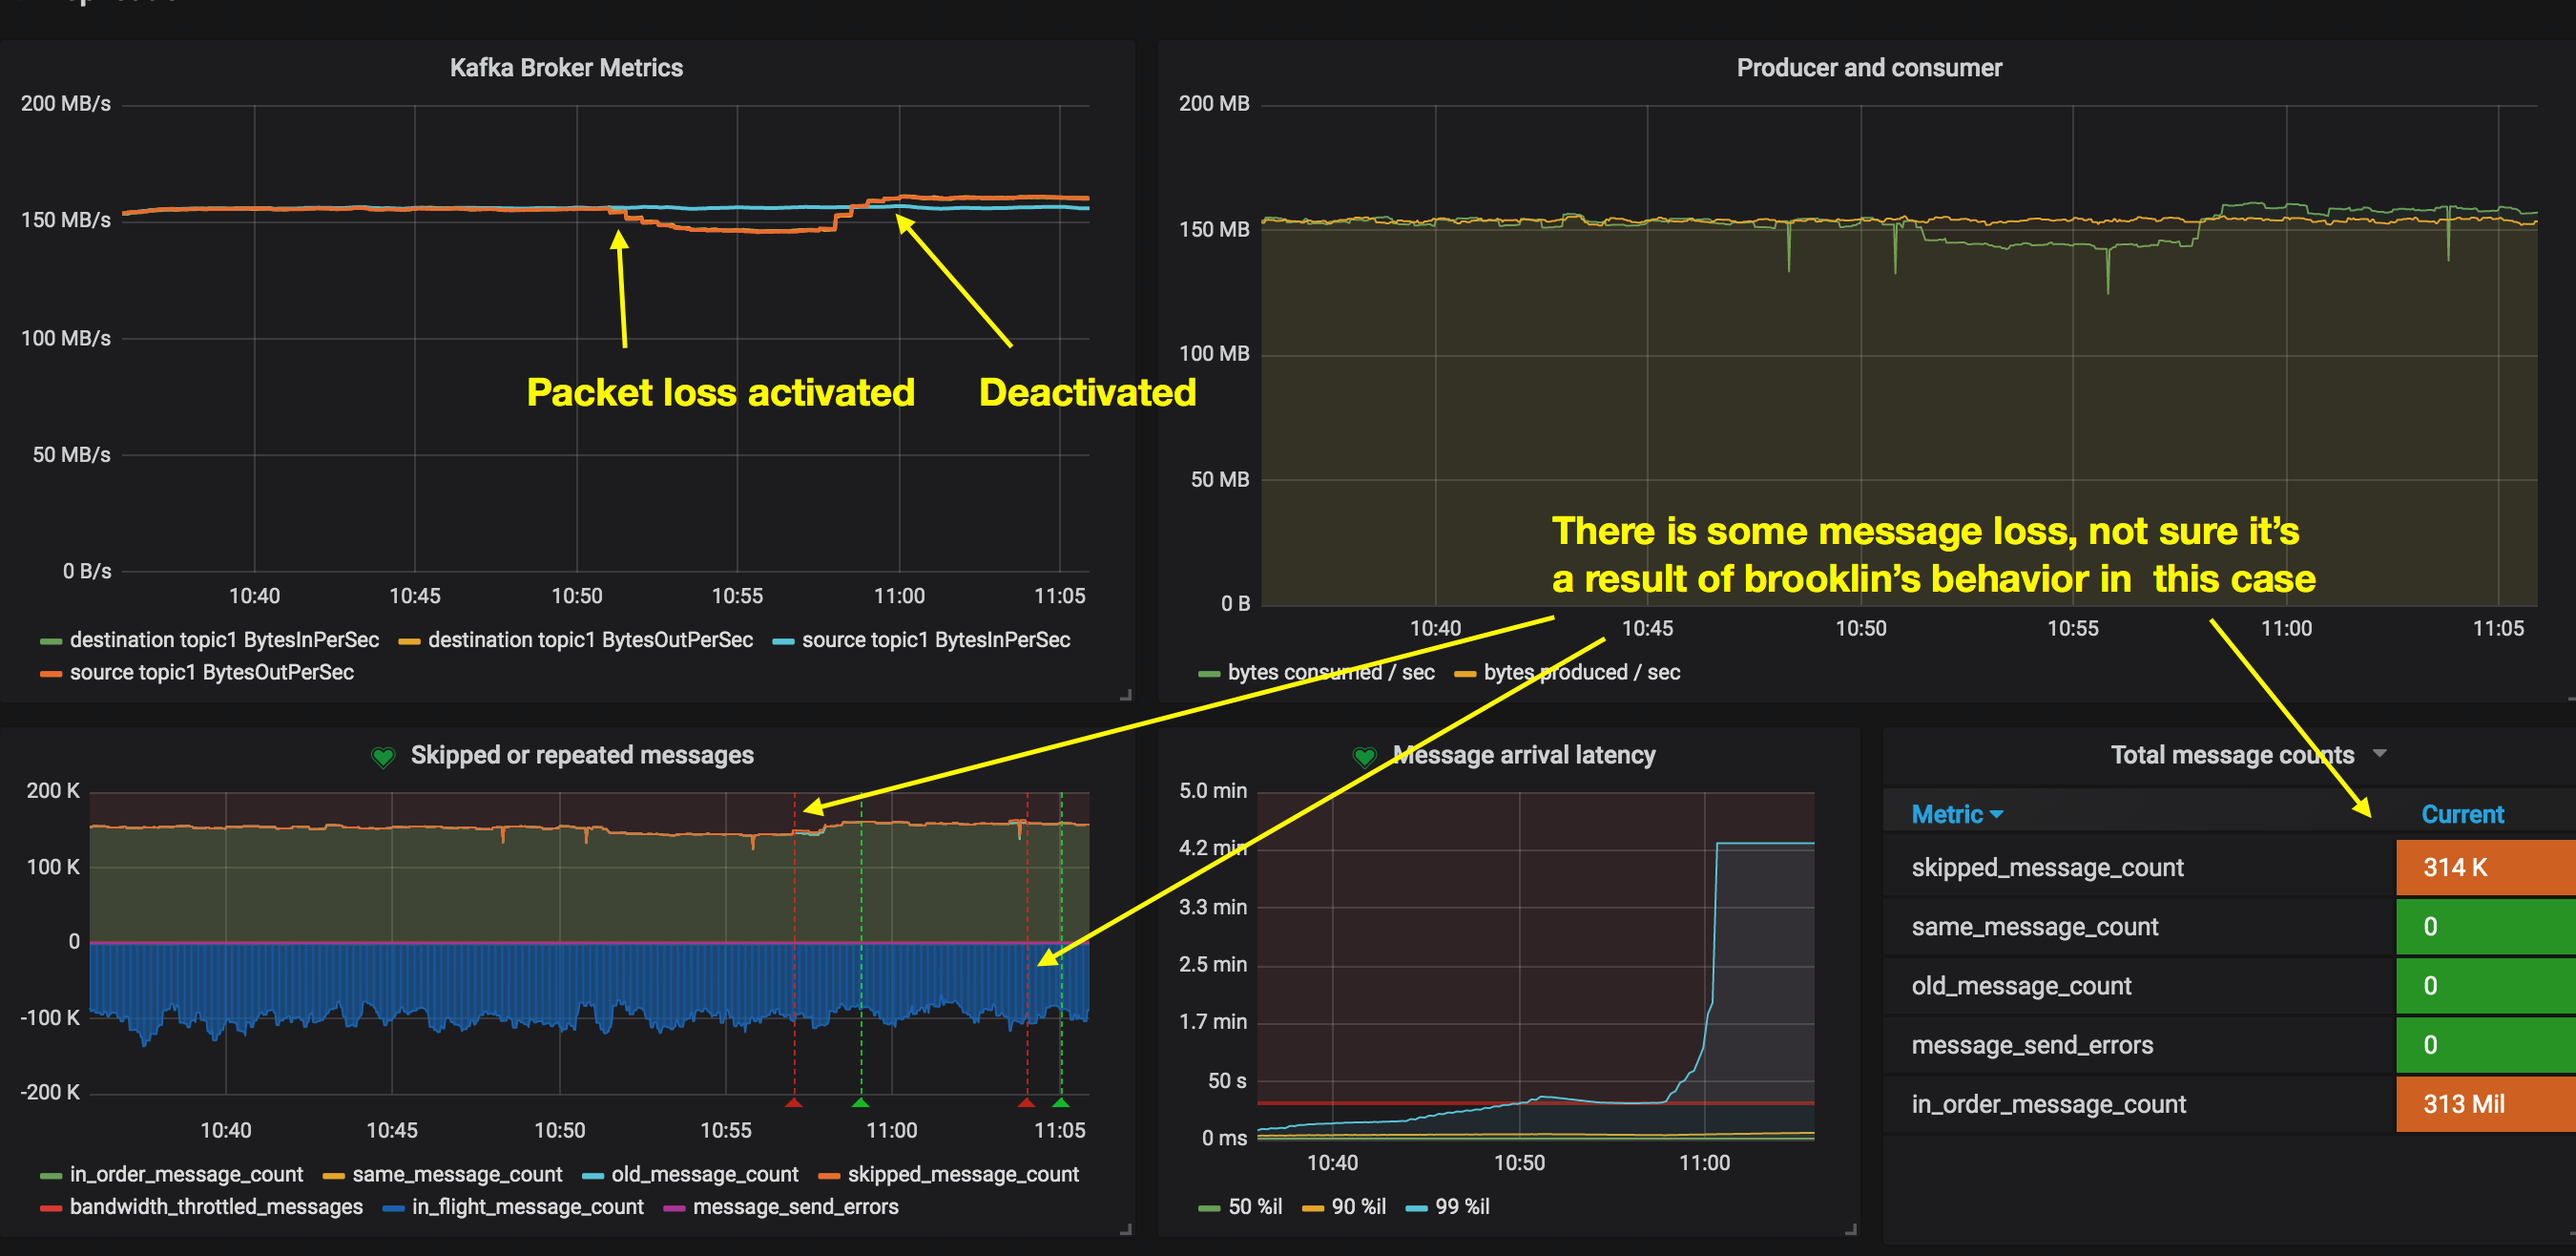 Kafka Broker Metrics
200 MB/s
150 MB/s
100 MB/s
50 MB/s
0 B/s
10:40 10:45 10:50 10:55 11:00 11:05
Packet loss activated
Deactivated
destination topic1 BytesInPerSec destination topic1 BytesOutPerSec source topic1 BytesInPerSec
source topic1 BytesOutPerSec
Producer and consumer
200 MB
150 MB
100 MB
50 MB
0 B
10:40 10:45 10:50 10:55 11:00 11:05
There is some message loss, not sure it's
a result of brooklin's behavior in this case
bytes consumed / sec bytes produced / sec
Skipped or repeated messages
200 K
100 K
0
-100 K
-200 K
10:40 10:45 10:50 10:55 11:00 11:05
in_order_message_count same_message_count old_message_count skipped_message_count
bandwidth_throttled_messages in_flight_message_count message_send_errors
Message arrival latency
5.0 min
4.2 min
3.3 min
2.5 min
1.7 min
50 s
0 ms
10:40 10:50 11:00
50 %il 90 %il 99 %il
Total message counts
Metric Current
skipped_message_count 314 K
same_message_count 0
old_message_count 0
message_send_errors 0
in_order_message_count 313 Mil